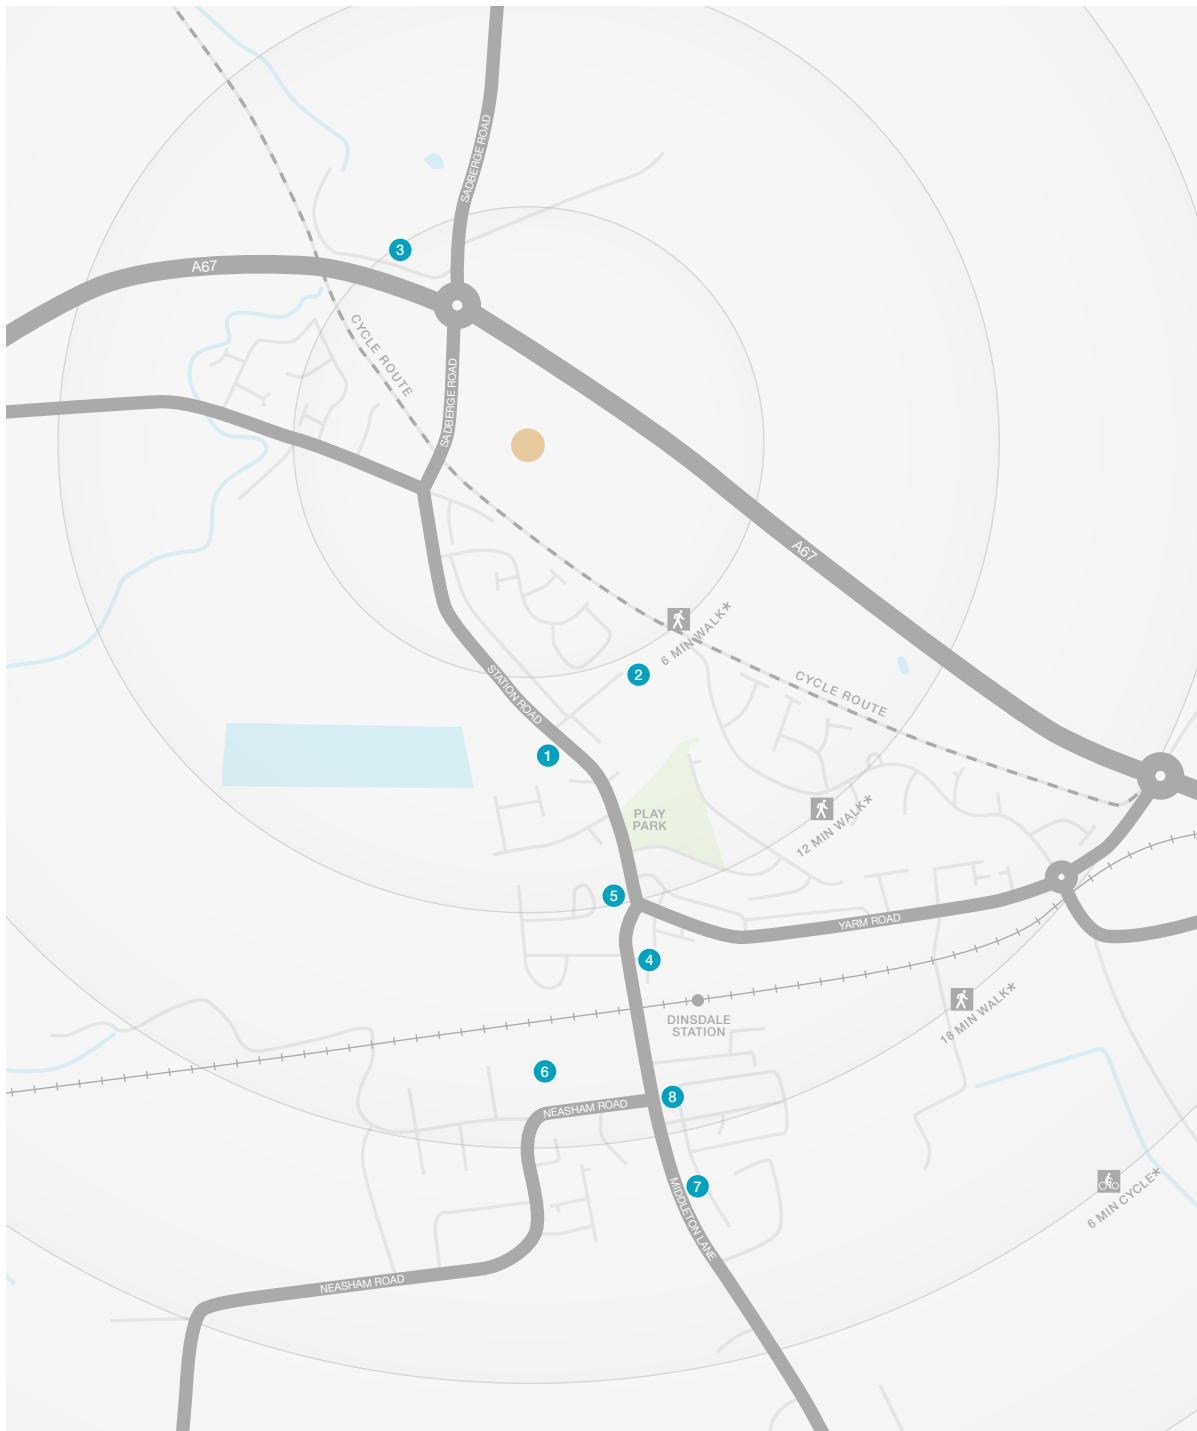 SADBERGE ROAD
3
A67
CYCLE ROUTE
SADBERGE ROAD
A67
6 MIN WALK*
2
STATION ROAD
CYCLE ROUTE
1
PLAY
PARK
12 MIN WALK*
5
YARM ROAD
4
DINSDALE
STATION
18 MIN WALK*
6
8
NEASHAM ROAD
7
MIDDLETON LANE
6 MIN CYCLE*
NEASHAM ROAD